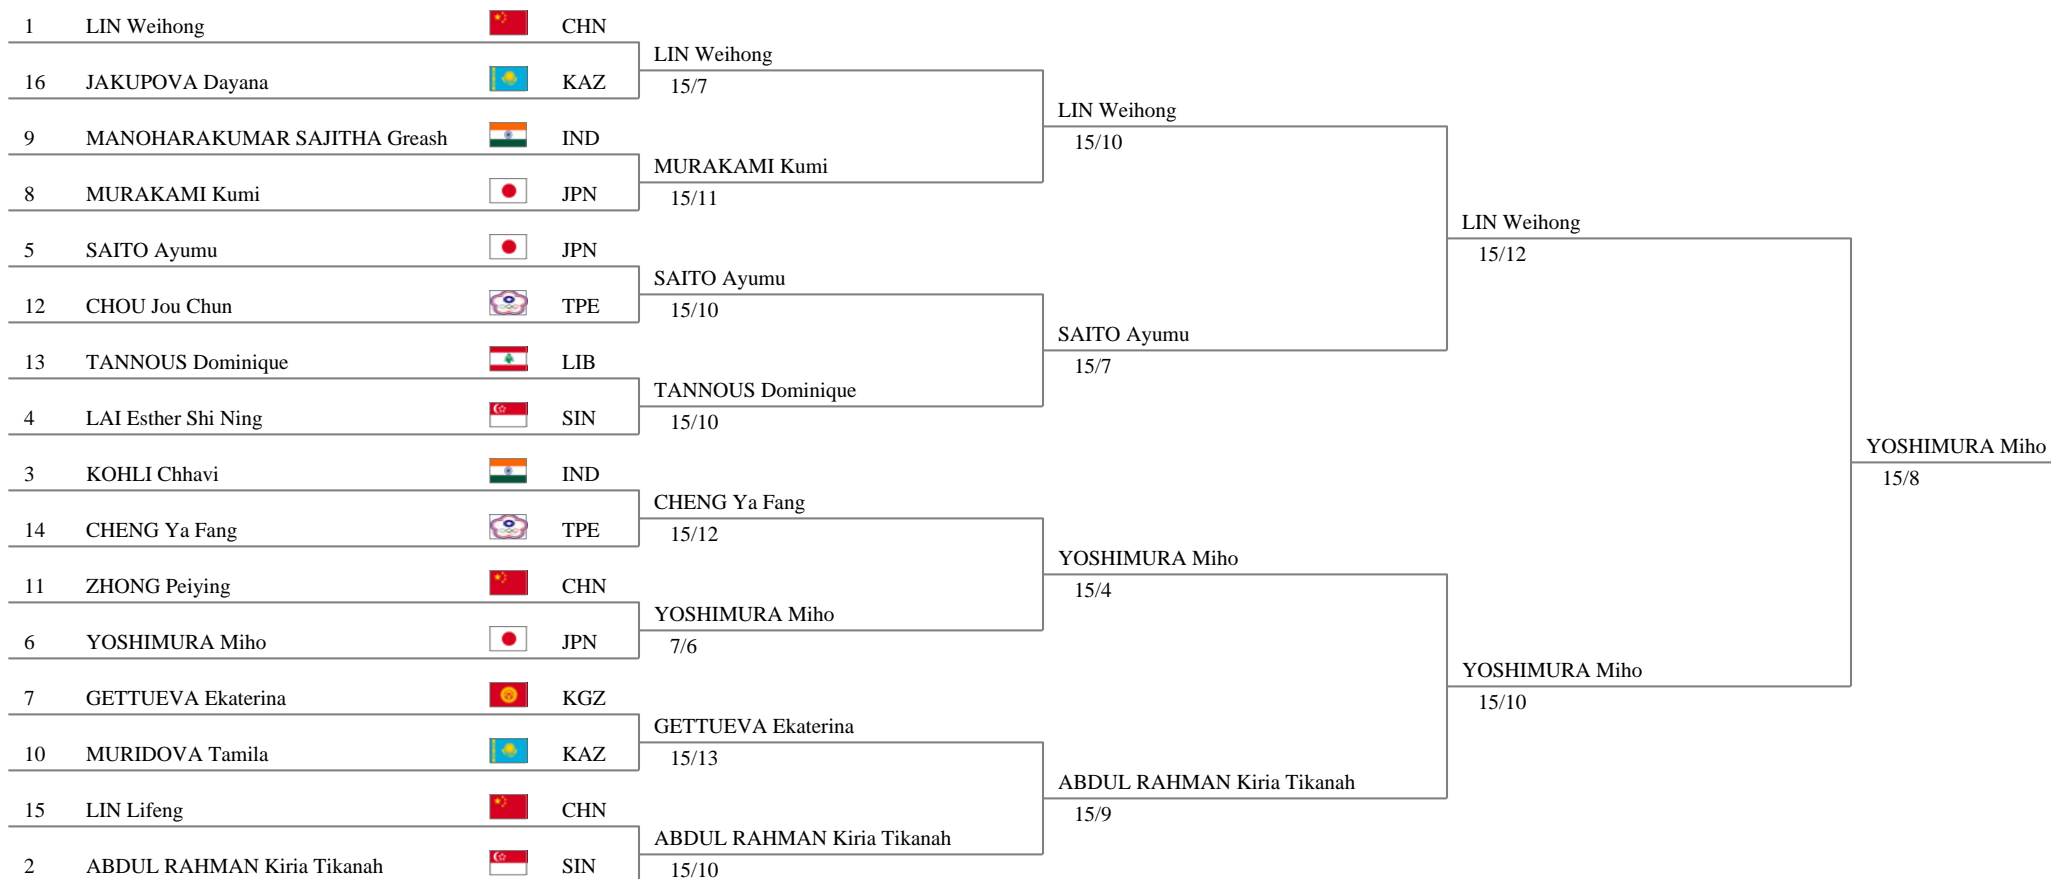 1 LIN Weihong CHN
LIN Weihong
16 JAKUPOVA Dayana KAZ
15/7
LIN Weihong
9 MANOHARAKUMAR SAJITHA Greash IND
15/10
MURAKAMI Kumi
8 MURAKAMI Kumi JPN
15/11
LIN Weihong
5 SAITO Ayumu JPN
15/12
SAITO Ayumu
12 CHOU Jou Chun TPE
15/10
SAITO Ayumu
13 TANNOUS Dominique LIB
15/7
TANNOUS Dominique
4 LAI Esther Shi Ning SIN
15/10
YOSHIMURA Miho
3 KOHLI Chhavi IND
15/8
CHENG Ya Fang
14 CHENG Ya Fang TPE
15/12
YOSHIMURA Miho
11 ZHONG Peiying CHN
15/4
YOSHIMURA Miho
6 YOSHIMURA Miho JPN
7/6
YOSHIMURA Miho
7 GETTUEVA Ekaterina KGZ
15/10
GETTUEVA Ekaterina
10 MURIDOVA Tamila KAZ
15/13
ABDUL RAHMAN Kiria Tikanah
15 LIN Lifeng CHN
15/9
ABDUL RAHMAN Kiria Tikanah
2 ABDUL RAHMAN Kiria Tikanah SIN
15/10